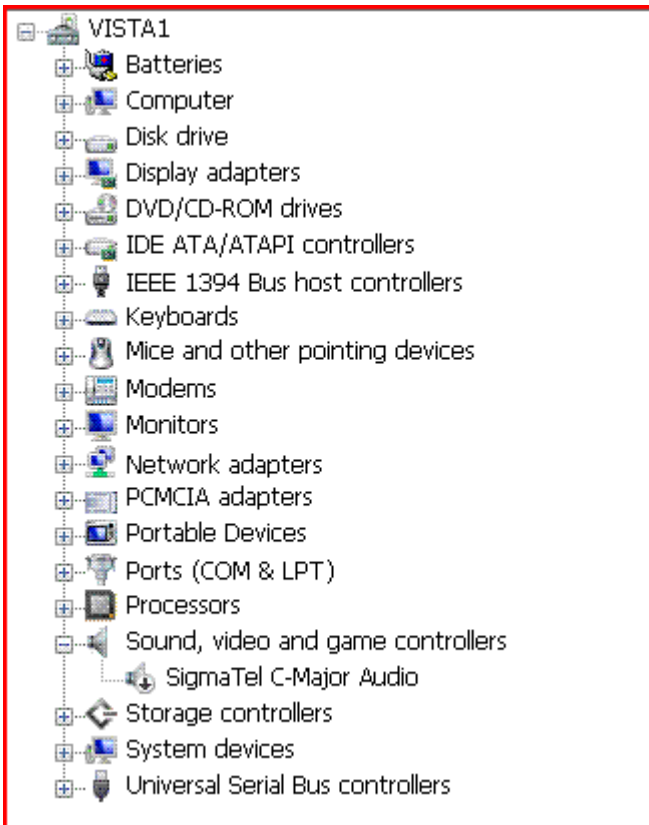 VISTA1
Batteries
Computer
Disk drive
Display adapters
DVD/CD-ROM drives
IDE ATA/ATAPI controllers
IEEE 1394 Bus host controllers
Keyboards
Mice and other pointing devices
Modems
Monitors
Network adapters
PCMCIA adapters
Portable Devices
Ports (COM & LPT)
Processors
Sound, video and game controllers
SigmaTel C-Major Audio
Storage controllers
System devices
Universal Serial Bus controllers